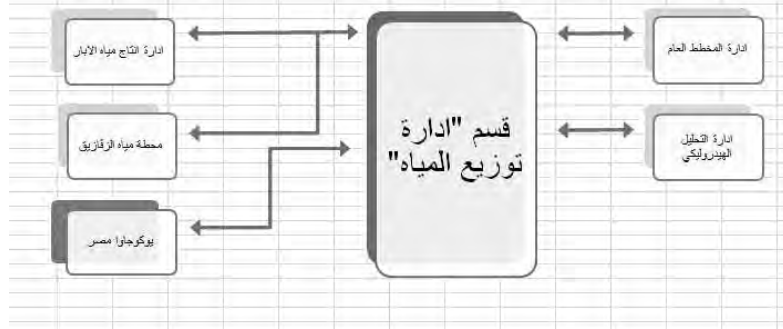 ادارة المخطط العام
ادارة التحليل
الهيدروليكي
قسم "ادارة
توزيع المياه"
ادارة انتاج مياه الابار
محطة مياه الزقازيق
يوكوجاوا مصر